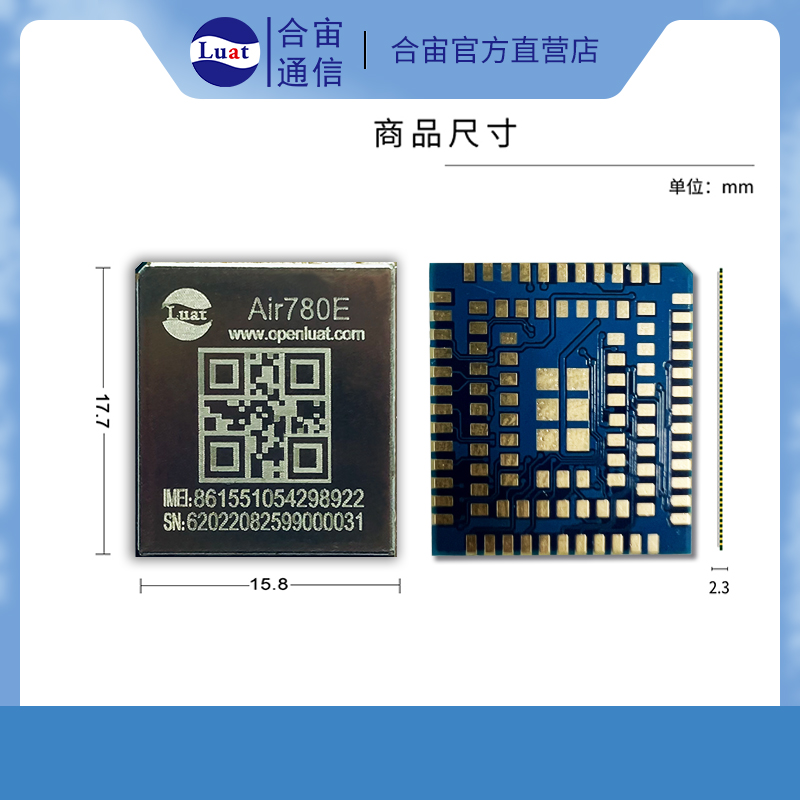 Luat
合宙
通信
合宙官方直营店
商品尺寸
单位：mm
Luat
Air780E
www.openluat.com
IMEI:861551054298922
SN:62022082599000031
17.7
15.8
2.3